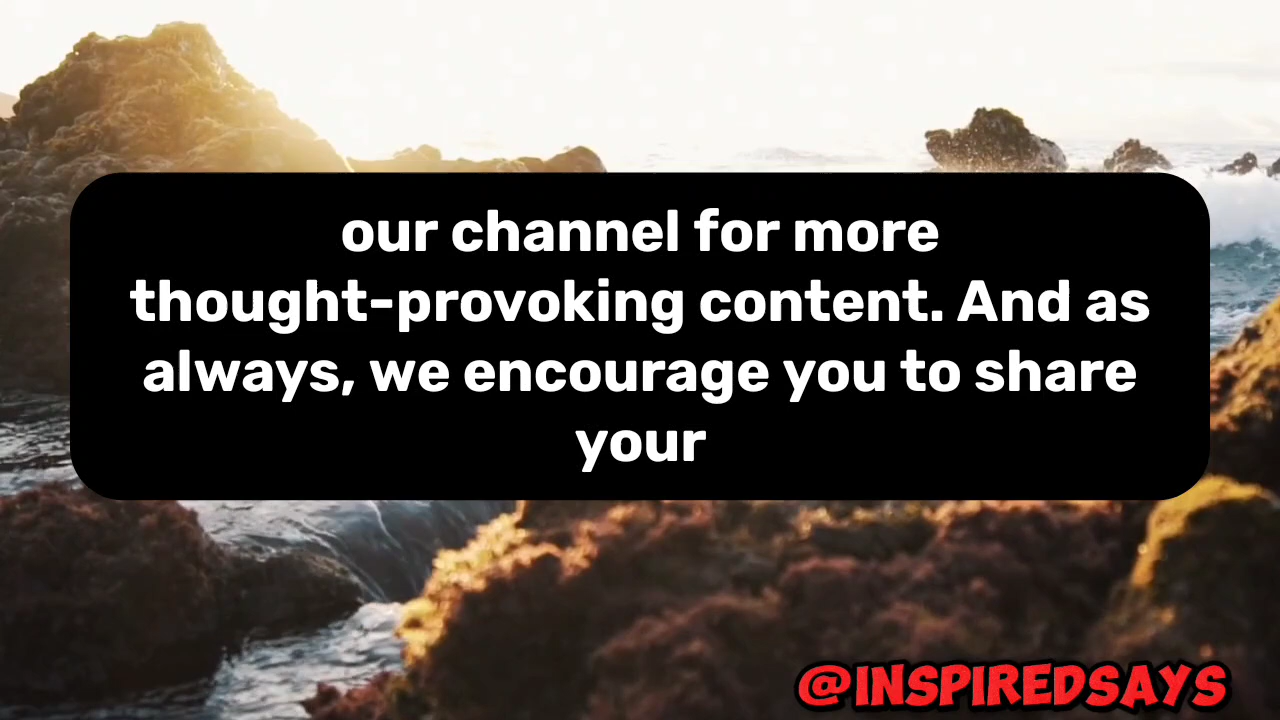 our channel for more
thought-provoking content. And as
always, we encourage you to share
your
@INSPIREDSAYS